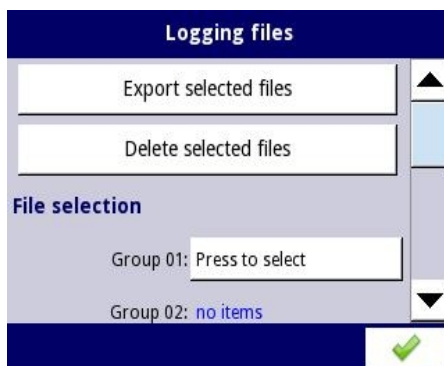 Logging files
Export selected files
Delete selected files
File selection
Group 01: Press to select
Group 02: no items